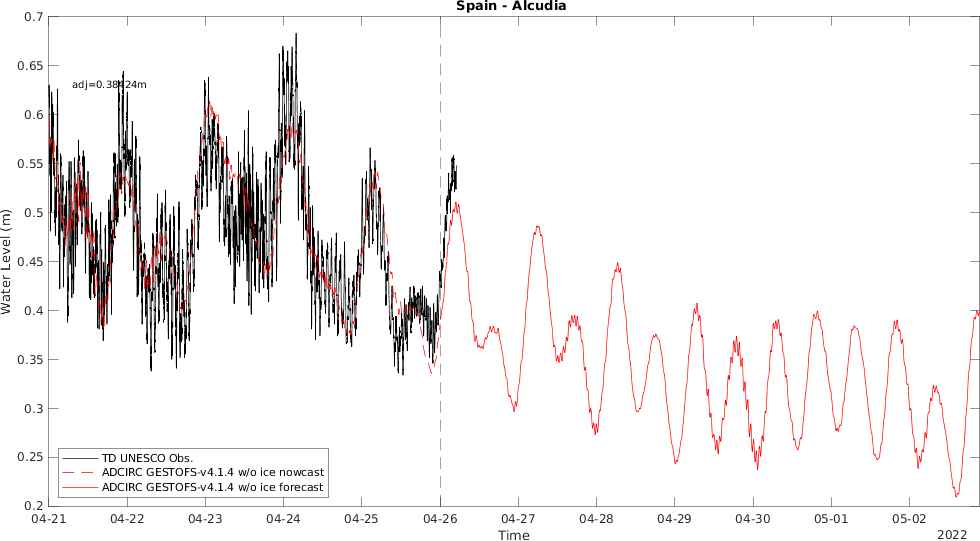 Spain - Alcudia
0.7
0.65
0.6
0.55
0.5
0.45
0.4
0.35
0.3
0.25
0.2
Water Level (m)
adj=0.38424m
TD UNESCO Obs.
ADCIRC GESTOFS-v4.1.4 w/o ice nowcast
ADCIRC GESTOFS-v4.1.4 w/o ice forecast
04-21 04-22 04-23 04-24 04-25 04-26 04-27 04-28 04-29 04-30 05-01 05-02
Time
2022